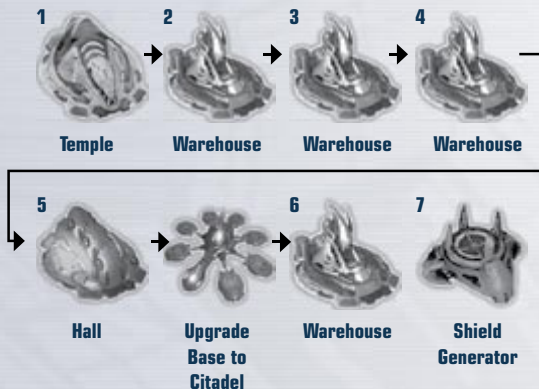 1 2 3 4
Temple Warehouse Warehouse Warehouse
5 6 7
Hall Upgrade Warehouse Shield
Base to Generator
Citadel